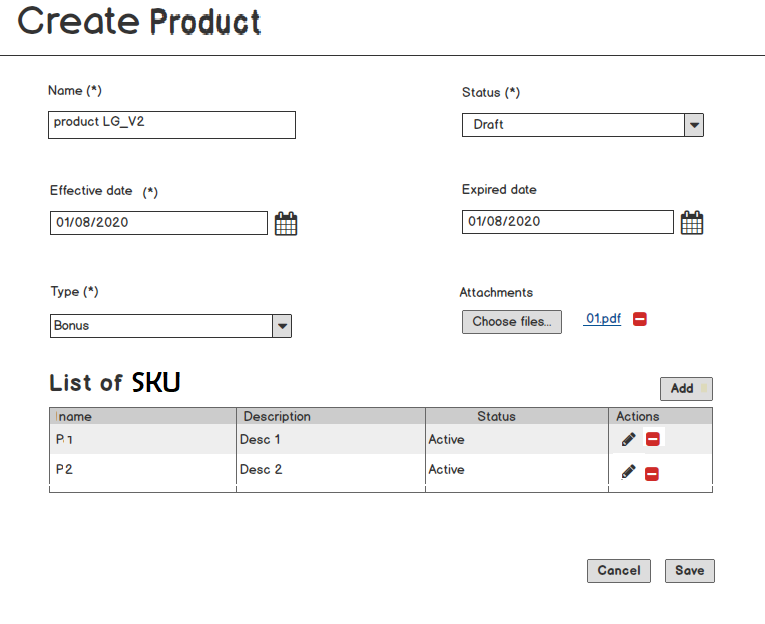 Create Product
Name (*)
Status (*)
product LG_V2
Draft
Effective date (*)
Expired date
01/08/2020
01/08/2020
Type (*)
Attachments
Bonus
Choose files...
01.pdf
List of SKU
Add
name Description Status Actions
P1 Desc 1 Active
P2 Desc 2 Active
Cancel Save